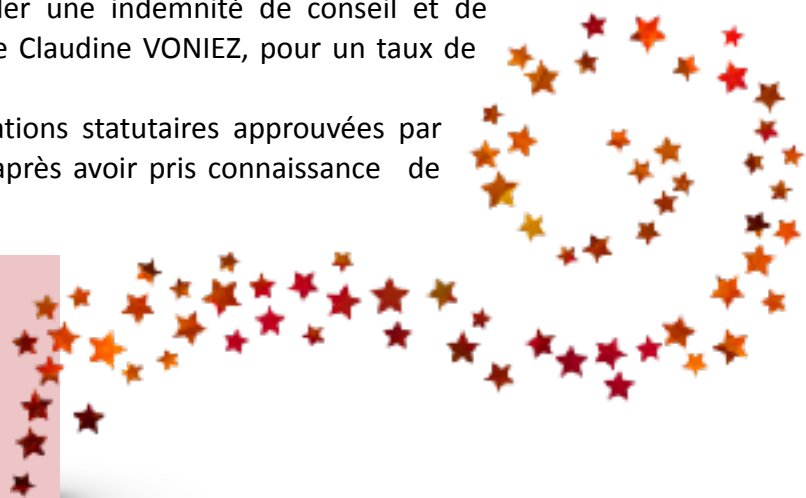 der une indemnité de conseil et de
e Claudine VONIEZ, pour un taux de
ations statutaires approuvées par
après avoir pris connaissance de